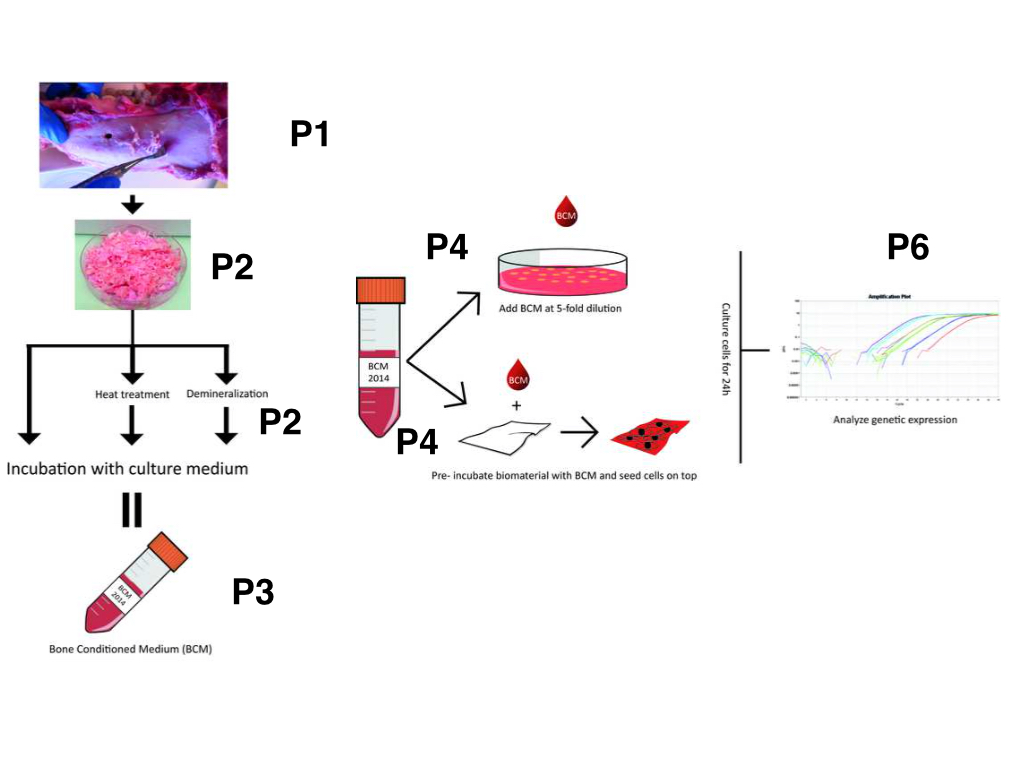 P1
P2
Heat treatment
Demineralization
P2
Incubation with culture medium
BCM
2014
P3
Bone Conditioned Medium (BCM)
P4
BCM
Add BCM at 5-fold dilution
BCM
2014
BCM
+
P4
Pre- incubate biomaterial with BCM and seed cells on top
Culture cells for 24h
P6
Amplification Plot
Analyze genetic expression